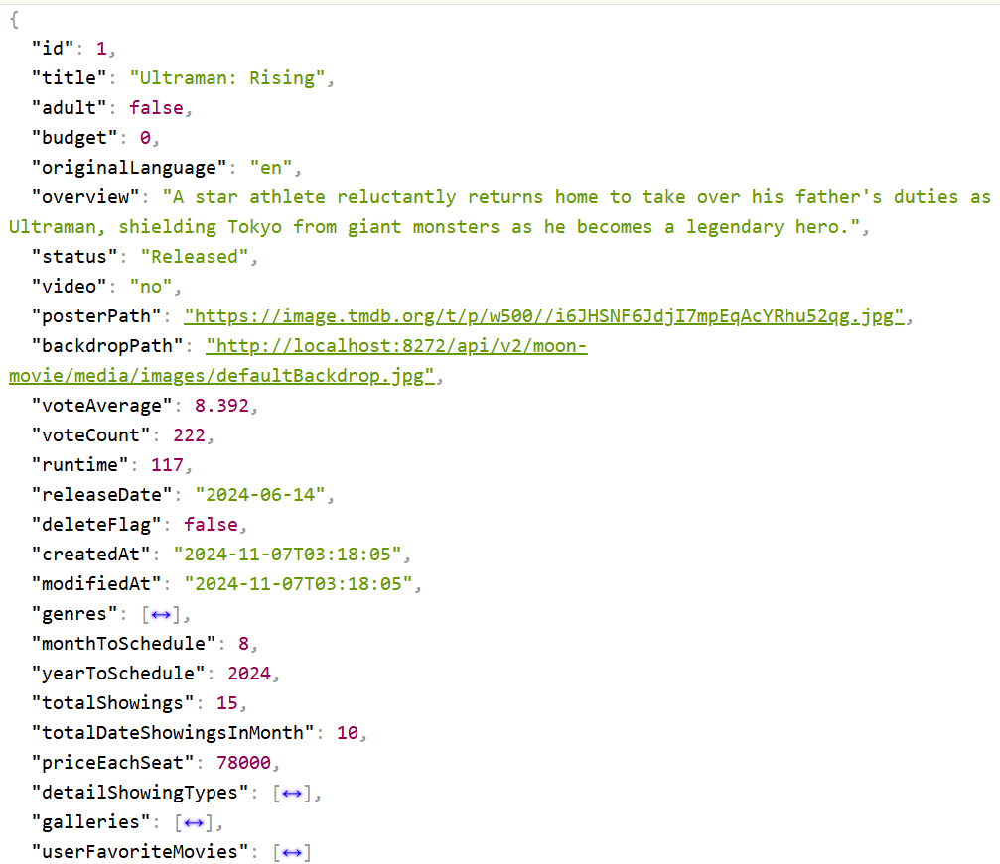 {
"id": 1,
"title": "Ultraman: Rising",
"adult": false,
"budget": 0,
"originalLanguage": "en",
"overview": "A star athlete reluctantly returns home to take over his father's duties as
Ultraman, shielding Tokyo from giant monsters as he becomes a legendary hero.",
"status": "Released",
"video": "no",
"posterPath": "https://image.tmdb.org/t/p/w500//i6JHSNF6JdjI7mpEqAcYRhu52qg.jpg",
"backdropPath": "http://localhost:8272/api/v2/moon-
movie/media/images/defaultBackdrop.jpg",
"voteAverage": 8.392,
"voteCount": 222,
"runtime": 117,
"releaseDate": "2024-06-14",
"deleteFlag": false,
"createdAt": "2024-11-07T03:18:05",
"modifiedAt": "2024-11-07T03:18:05",
"genres": [↔],
"monthToSchedule": 8,
"yearToSchedule": 2024,
"totalShowings": 15,
"totalDateShowingsInMonth": 10,
"priceEachSeat": 78000,
"detailShowingTypes": [↔],
"galleries": [↔],
"userFavoriteMovies": [↔]